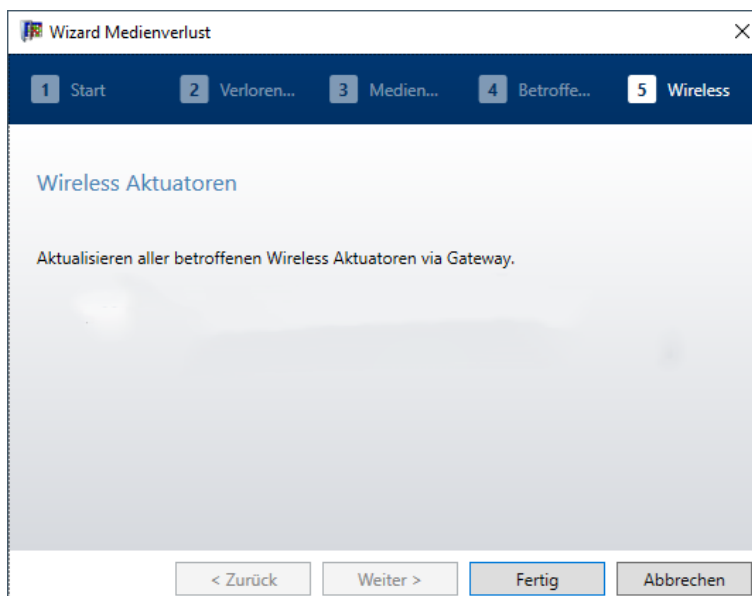 Wizard Medienverlust
1 Start 2 Verloren... 3 Medien... 4 Betroffe... 5 Wireless
Wireless Aktuatoren
Aktualisieren aller betroffenen Wireless Aktuatoren via Gateway.
< Zurück Weiter > Fertig Abbrechen